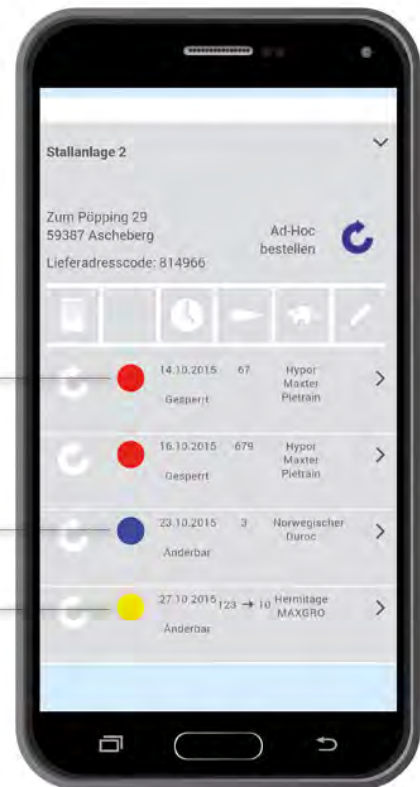 Stallanlage 2
Zum Pöpping 29
59387 Ascheberg
Lieferadresscode: 814966
Ad-Hoc
bestellen
14.10.2015 67 Hypor
Maxter
Pietrain
Gesperrt
16.10.2015 679 Hypor
Maxter
Pietrain
Gesperrt
23.10.2015 3 Norwegischer
Duroc
Änderbar
27.10.2015 123 → 10 Hermitage
MAXGRO
Änderbar